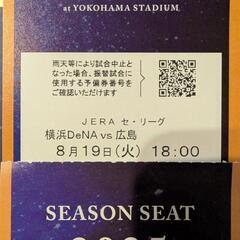 at YOKOHAMA STADIUM
雨天等により試合中止と
なった場合、振替試合に
使用する予備券番号を
ご確認いただけます
JERA セ・リーグ
横浜DeNA vs 広島
8月19日(火) 18:00
SEASON SEAT